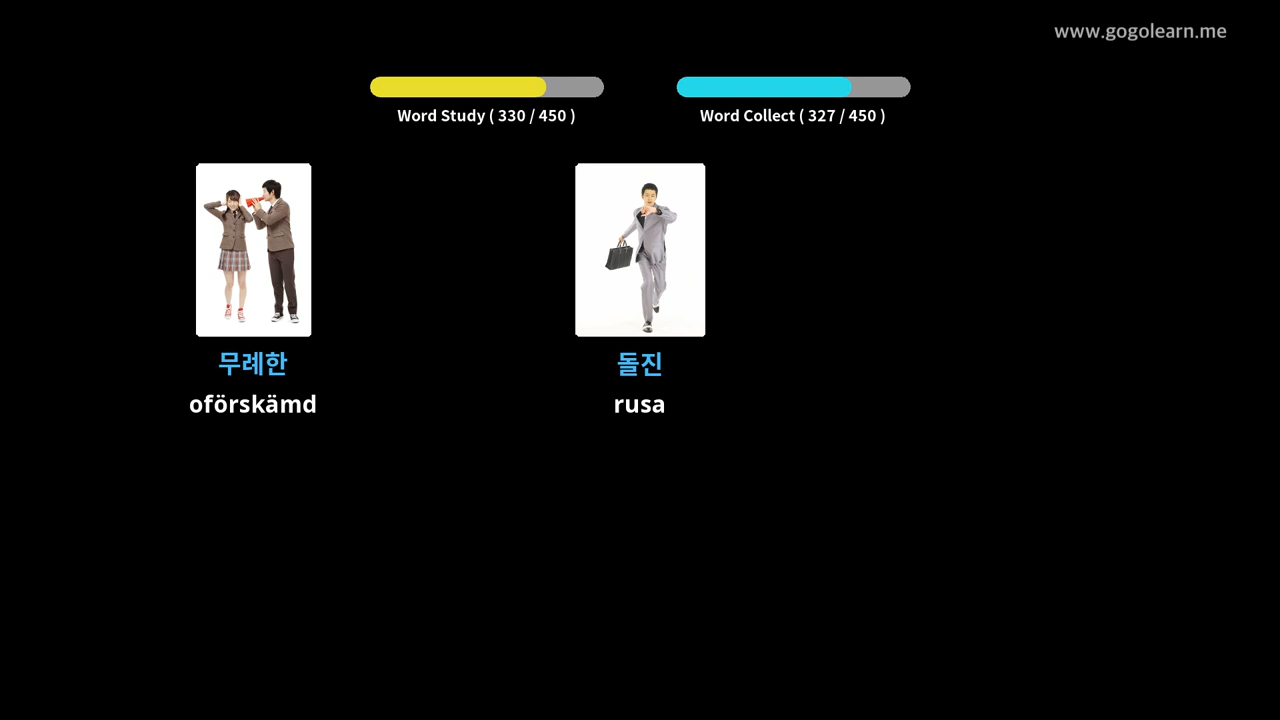 www.gogolearn.me
Word Study ( 330 / 450 )
Word Collect ( 327 / 450 )
무례한
oförskämd
돌진
rusa